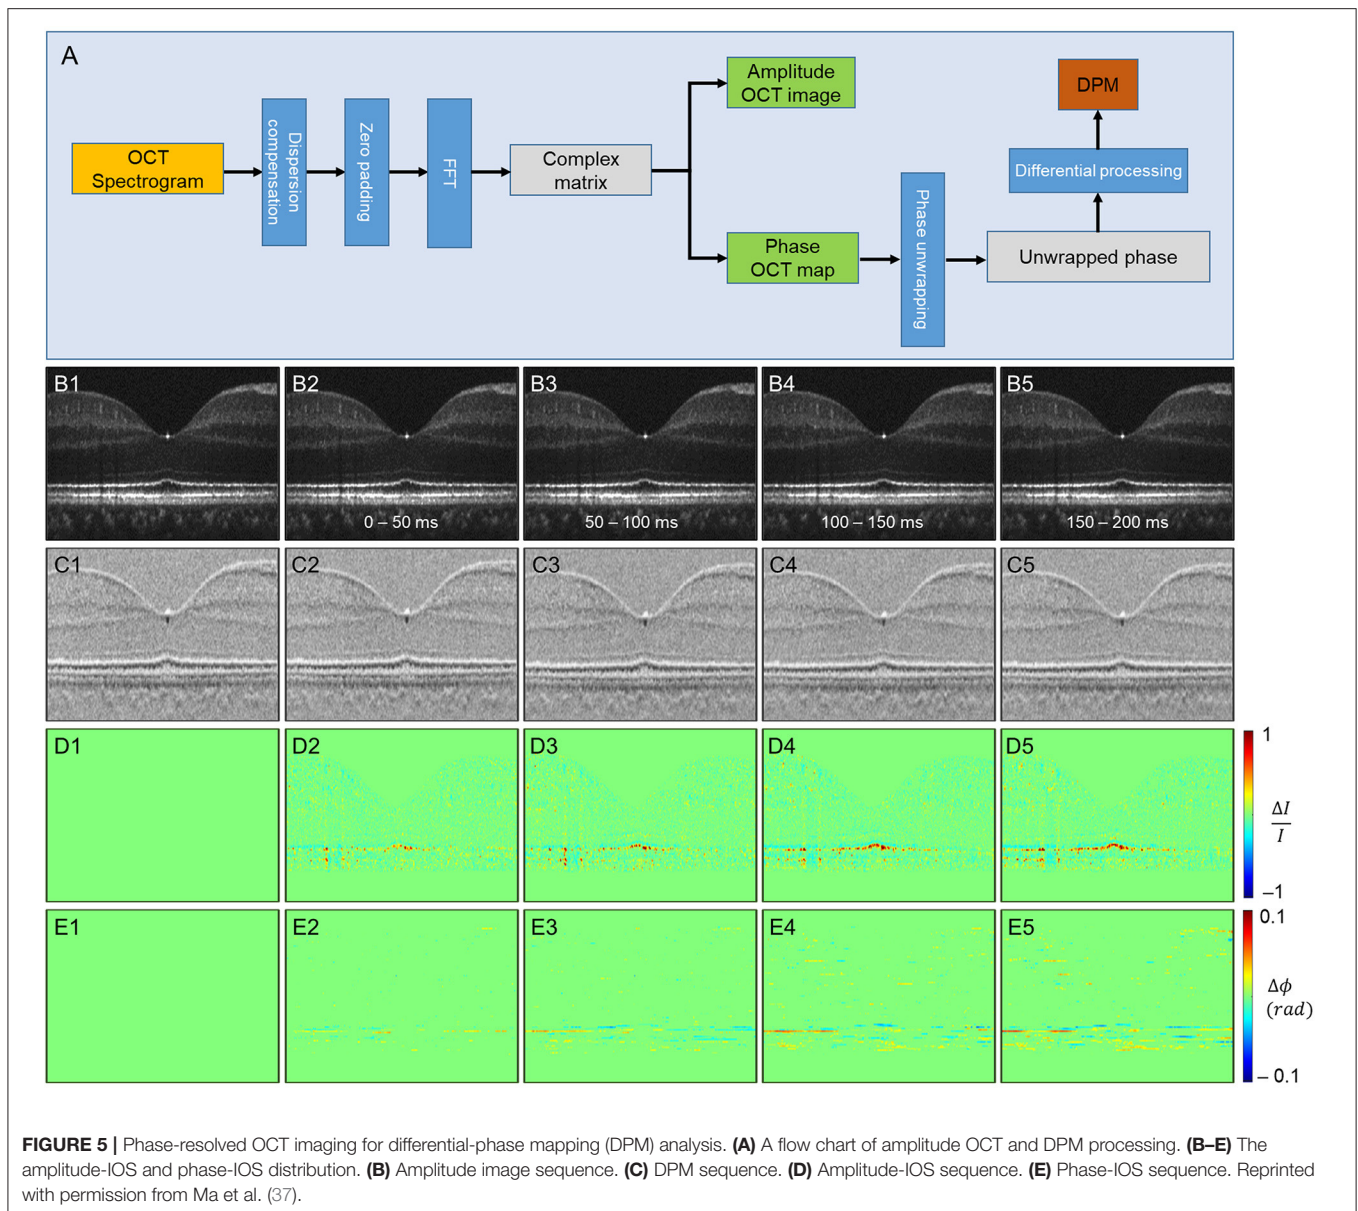 A
OCT
Spectrogram
Dispersion
compensation
Zero padding
FFT
Complex
matrix
Amplitude
OCT image
Phase
OCT map
Phase unwrapping
Unwrapped phase
Differential processing
DPM
B1
B2
0 – 50 ms
B3
50 – 100 ms
B4
100 – 150 ms
B5
150 – 200 ms
C1
C2
C3
C4
C5
D1
D2
D3
D4
D5
1
ΔI
I
–1
E1
E2
E3
E4
E5
0.1
Δϕ
(rad)
– 0.1
FIGURE 5 | Phase-resolved OCT imaging for differential-phase mapping (DPM) analysis. (A) A flow chart of amplitude OCT and DPM processing. (B–E) The
amplitude-IOS and phase-IOS distribution. (B) Amplitude image sequence. (C) DPM sequence. (D) Amplitude-IOS sequence. (E) Phase-IOS sequence. Reprinted
with permission from Ma et al. (37).